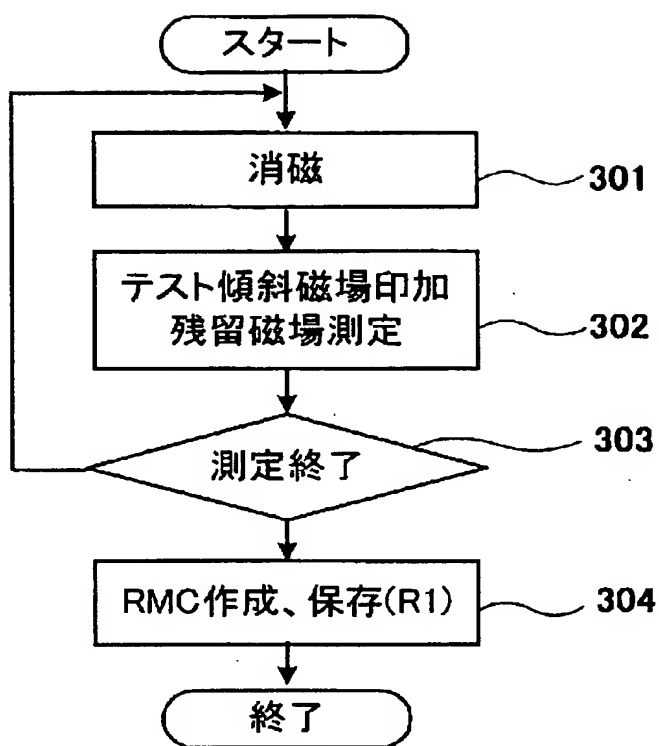 スタート
消磁
301
テスト傾斜磁場印加
残留磁場測定
302
303
測定終了
RMC作成、保存(R1)
304
終了